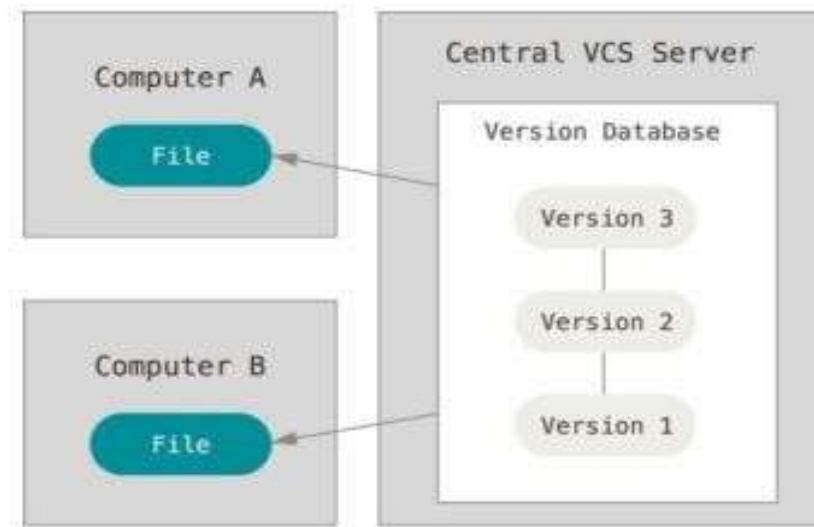 Computer A
File
Computer B
File
Central VCS Server
Version Database
Version 3
Version 2
Version 1